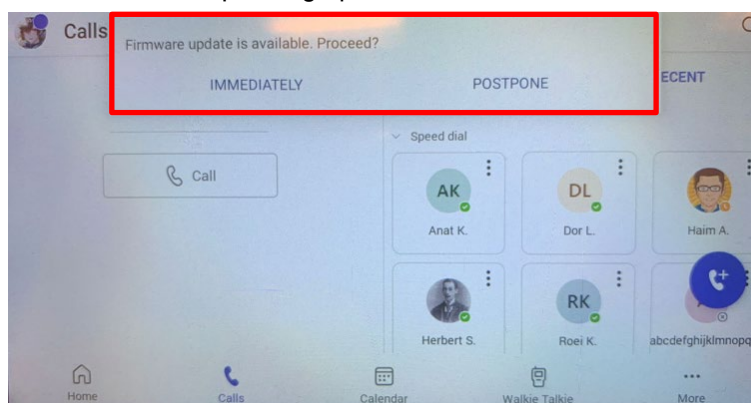 Calls
Firmware update is available. Proceed?
IMMEDIATELY
POSTPONE
ECENT
Speed dial
Call
AK
DL
Anat K.
Dor L.
Haim A.
RK
Herbert S.
Roei K.
abcdefghijklmnopq
Home
Calls
Calendar
Walkie Talkie
More